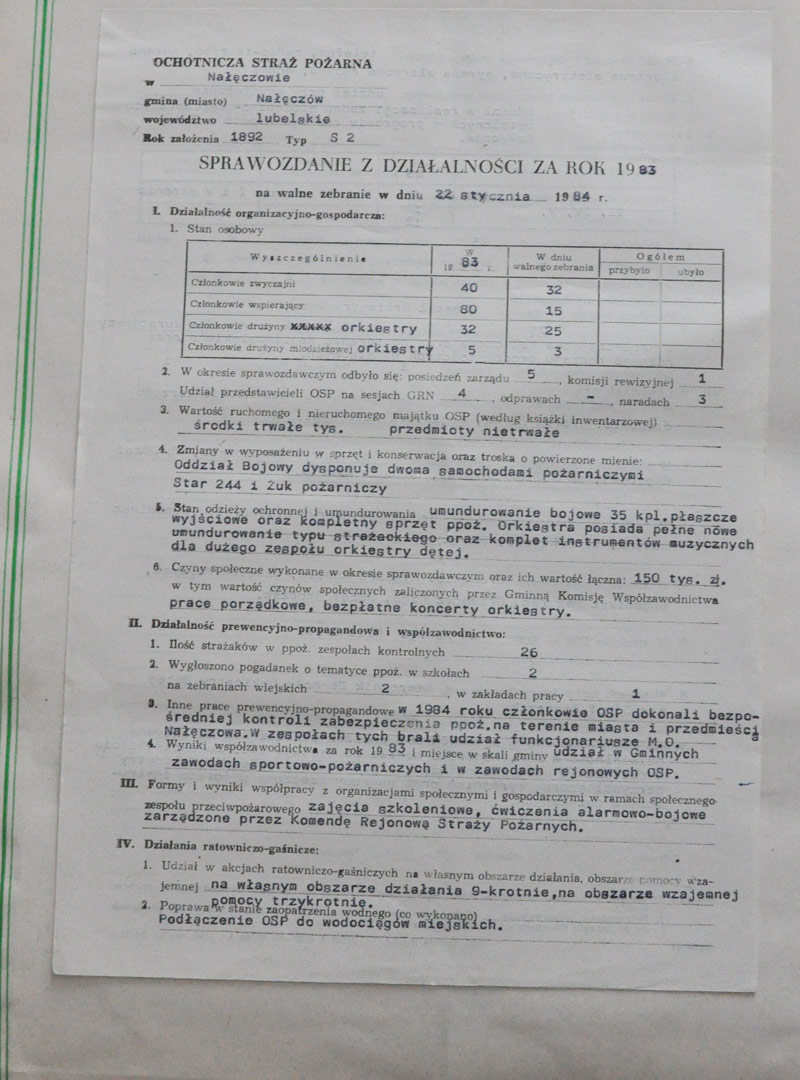 OCHOTNICZA STRAŻ POŻARNA
w Nałęczowie
gmina (miasto) Nałęczów
województwo lubelskie
Rok założenia 1892 Typ S 2
SPRAWOZDANIE Z DZIAŁALNOŚCI ZA ROK 1983
na walne zebranie w dniu 22 stycznia 1984 r.
I. Działalność organizacyjno-gospodarcza:
1. Stan osobowy
Wyszczególnienie W 19 83 r. W dniu walnego zebrania Ogółem przybyło ubyło
Członkowie zwyczajni 40 32
Członkowie wspierający 80 15
Członkowie drużyny xxxxx orkiestry 32 25
Członkowie drużyny młodzieżowej orkiestry 5 3
2. W okresie sprawozdawczym odbyło się: posiedzeń zarządu 5, komisji rewizyjnej 1
Udział przedstawicieli OSP na sesjach GRN 4, odprawach -, naradach 3
3. Wartość ruchomego i nieruchomego majątku OSP (według książki inwentarzowej)
środki trwałe tys. przedmioty nietrwałe
4. Zmiany w wyposażeniu w sprzęt i konserwacja oraz troska o powierzone mienie:
Oddział Bojowy dysponuje dwoma samochodami pożarniczymi
Star 244 i Żuk pożarniczy
5. Stan odzieży ochronnej i umundurowania umundurowanie bojowe 35 kpl.płaszcze
wyjściowe oraz kompletny sprzęt ppoż. Orkiestra posiada pełne nowe
umundurowanie typu strażackiego oraz komplet instrumentów muzycznych
dla dużego zespołu orkiestry dętej.
6. Czyny społeczne wykonane w okresie sprawozdawczym oraz ich wartość łączna: 150 tys. zł.
w tym wartość czynów społecznych zaliczonych przez Gminną Komisję Współzawodnictwa
prace porządkowe, bezpłatne koncerty orkiestry.
II. Działalność prewencyjno-propagandowa i współzawodnictwo:
1. Ilość strażaków w ppoż. zespołach kontrolnych 26
2. Wygłoszono pogadanek o tematyce ppoż. w szkołach 2
na zebraniach wiejskich 2, w zakładach pracy 1
3. Inne prace prewencyjno-propagandowe w 1984 roku członkowie OSP dokonali bezpo-
średniej kontroli zabezpieczenia ppoż.na terenie miasta i przedmieści
Nałęczowa.W zespołach tych brali udział funkcjonariusze M.O.
4. Wyniki współzawodnictwa za rok 19 83 i miejsce w skali gminy udział w Gminnych
zawodach sportowo-pożarniczych i w zawodach rejonowych OSP.
III. Formy i wyniki współpracy z organizacjami społecznymi i gospodarczymi w ramach społecznego
zespołu przeciwpożarowego zajęcia szkoleniowe, ćwiczenia alarmowo-bojowe
zarządzone przez Komendę Rejonową Straży Pożarnych.
IV. Działania ratowniczo-gaśnicze:
1. Udział w akcjach ratowniczo-gaśniczych na własnym obszarze działania, obszarze pomocy wza-
jemnej na własnym obszarze działania 9-krotnie,na obszarze wzajemnej
pomocy trzykrotnie.
2. Poprawa w stanie zaopatrzenia wodnego (co wykonano)
Podłączenie OSP do wodociągów miejskich.